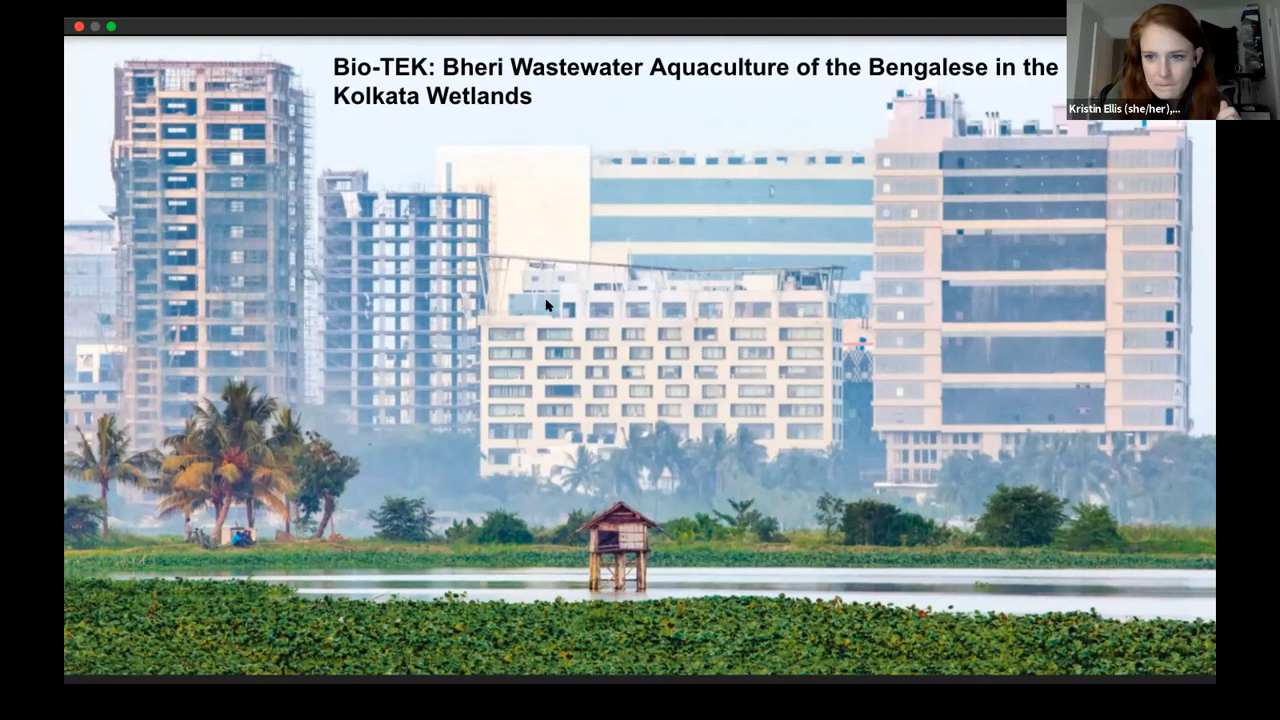 Bio-TEK: Bheri Wastewater Aquaculture of the Bengalese in the
Kolkata Wetlands
Kristin Ellis (she/her),...